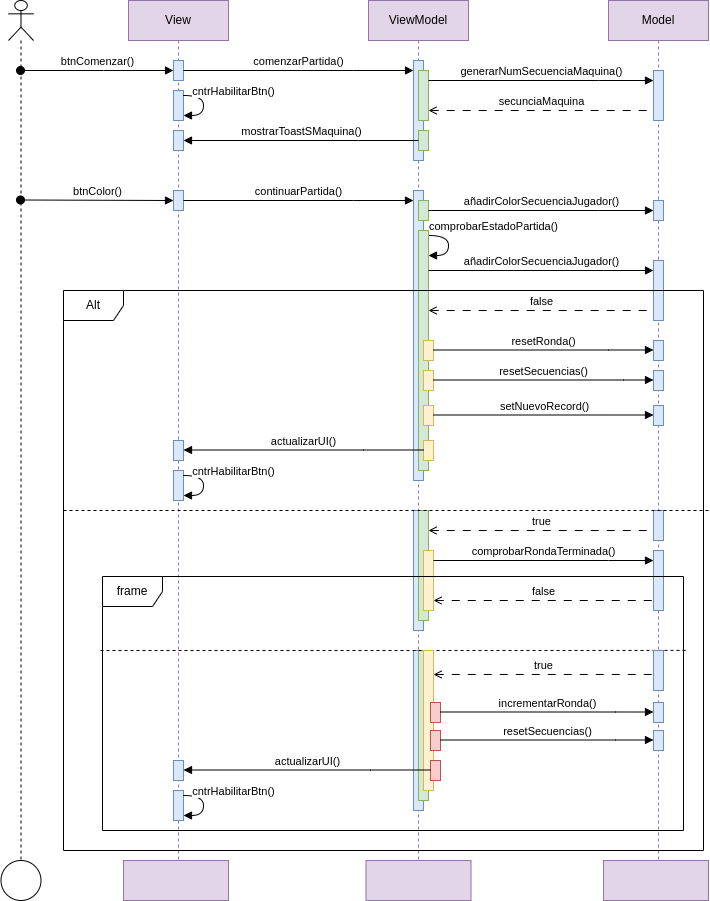 View
ViewModel
Model
btnComenzar()
comenzarPartida()
generarNumSecuenciaMaquina()
cntrHabilitarBtn()
secunciaMaquina
mostrarToastSMaquina()
btnColor()
continuarPartida()
añadirColorSecuenciaJugador()
comprobarEstadoPartida()
añadirColorSecuenciaJugador()
Alt
false
resetRonda()
resetSecuencias()
setNuevoRecord()
actualizarUI()
cntrHabilitarBtn()
true
comprobarRondaTerminada()
frame
false
true
incrementarRonda()
resetSecuencias()
actualizarUI()
cntrHabilitarBtn()